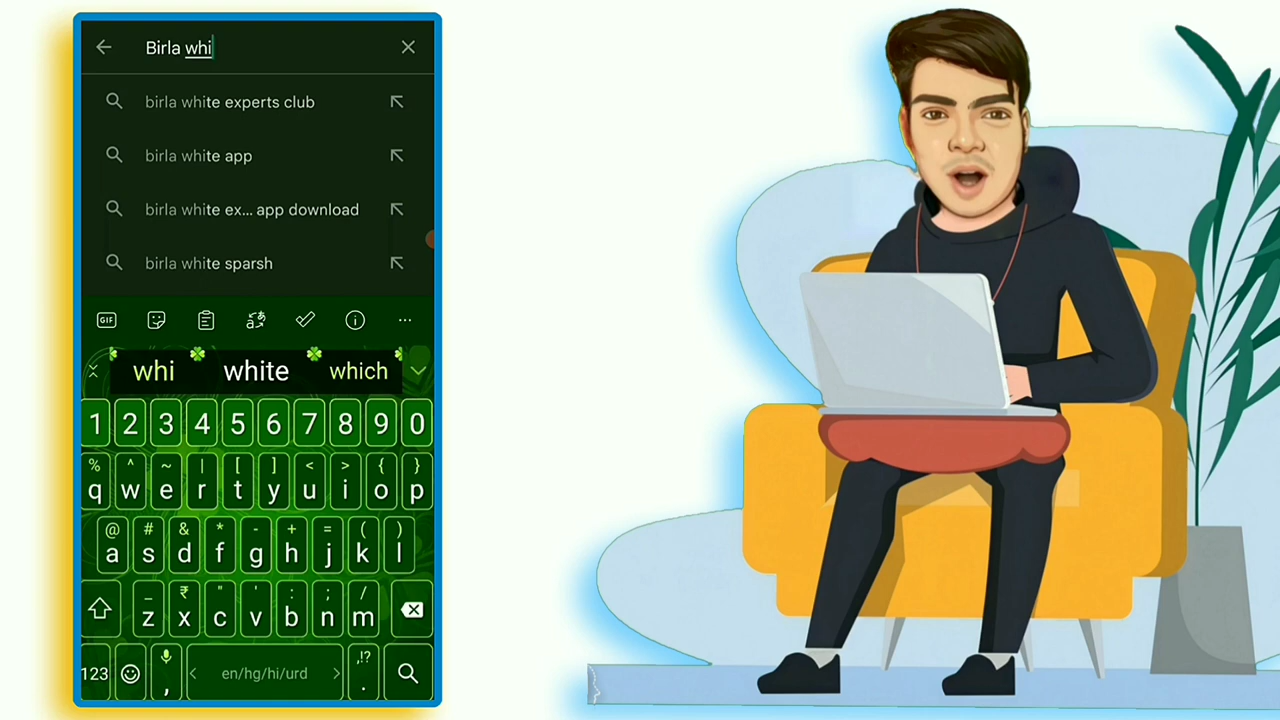 Birla whi
birla white experts club
birla white app
birla white ex... app download
birla white sparsh
GIF
whi white which
1 2 3 4 5 6 7 8 9 0
% ^ ~ | [ ] < > { }
q w e r t y u i o p
@ # & * - + = ( )
a s d f g h j k l
_ ₹ " ' : ; /
z x c v b n m
123 , < en/hg/hi/urd > ,!? .